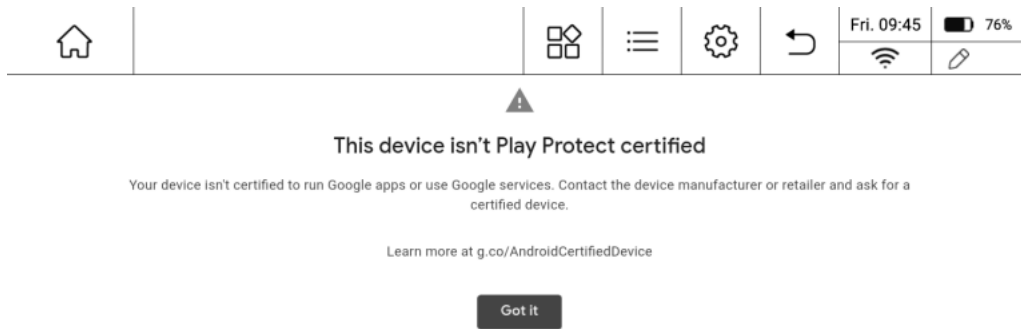 Fri. 09:45
76%
This device isn't Play Protect certified
Your device isn't certified to run Google apps or use Google services. Contact the device manufacturer or retailer and ask for a
certified device.
Learn more at g.co/AndroidCertifiedDevice
Got it